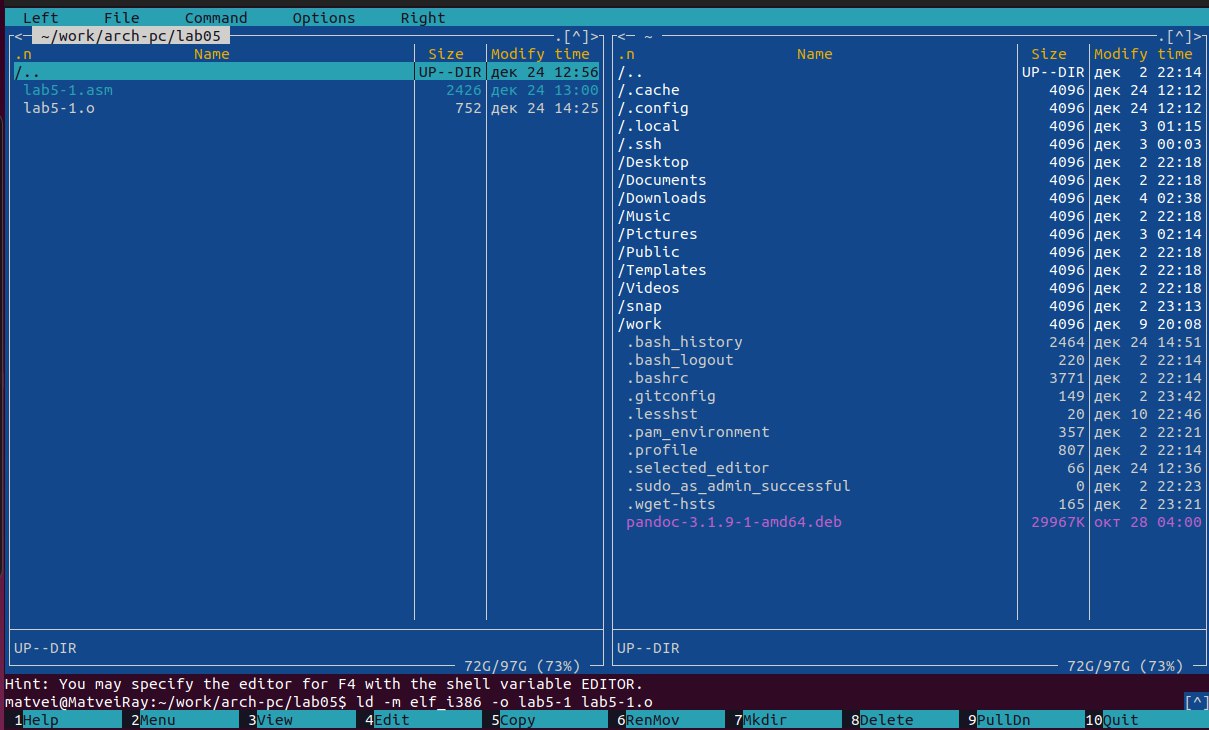 Left File Command Options Right
<─ ~/work/arch-pc/lab05 .[^]>
.n Name Size Modify time
/.. UP--DIR дек 24 12:56
lab5-1.asm 2426 дек 24 13:00
lab5-1.o 752 дек 24 14:25
UP--DIR
72G/97G (73%)
<─ ~ .[^]>
.n Name Size Modify time
/.. UP--DIR дек 2 22:14
/.cache 4096 дек 24 12:12
/.config 4096 дек 24 12:12
/.local 4096 дек 3 01:15
/.ssh 4096 дек 3 00:03
/Desktop 4096 дек 2 22:18
/Documents 4096 дек 2 22:18
/Downloads 4096 дек 4 02:38
/Music 4096 дек 2 22:18
/Pictures 4096 дек 3 02:14
/Public 4096 дек 2 22:18
/Templates 4096 дек 2 22:18
/Videos 4096 дек 2 22:18
/snap 4096 дек 2 23:13
/work 4096 дек 9 20:08
.bash_history 2464 дек 24 14:51
.bash_logout 220 дек 2 22:14
.bashrc 3771 дек 2 22:14
.gitconfig 149 дек 2 23:42
.lesshst 20 дек 10 22:46
.pam_environment 357 дек 2 22:21
.profile 807 дек 2 22:14
.selected_editor 66 дек 24 12:36
.sudo_as_admin_successful 0 дек 2 22:23
.wget-hsts 165 дек 2 23:21
pandoc-3.1.9-1-amd64.deb 29967K окт 28 04:00
UP--DIR
72G/97G (73%)
Hint: You may specify the editor for F4 with the shell variable EDITOR.
matvei@MatveiRay:~/work/arch-pc/lab05$ ld -m elf_i386 -o lab5-1 lab5-1.o [^]
1Help 2Menu 3View 4Edit 5Copy 6RenMov 7Mkdir 8Delete 9PullDn 10Quit